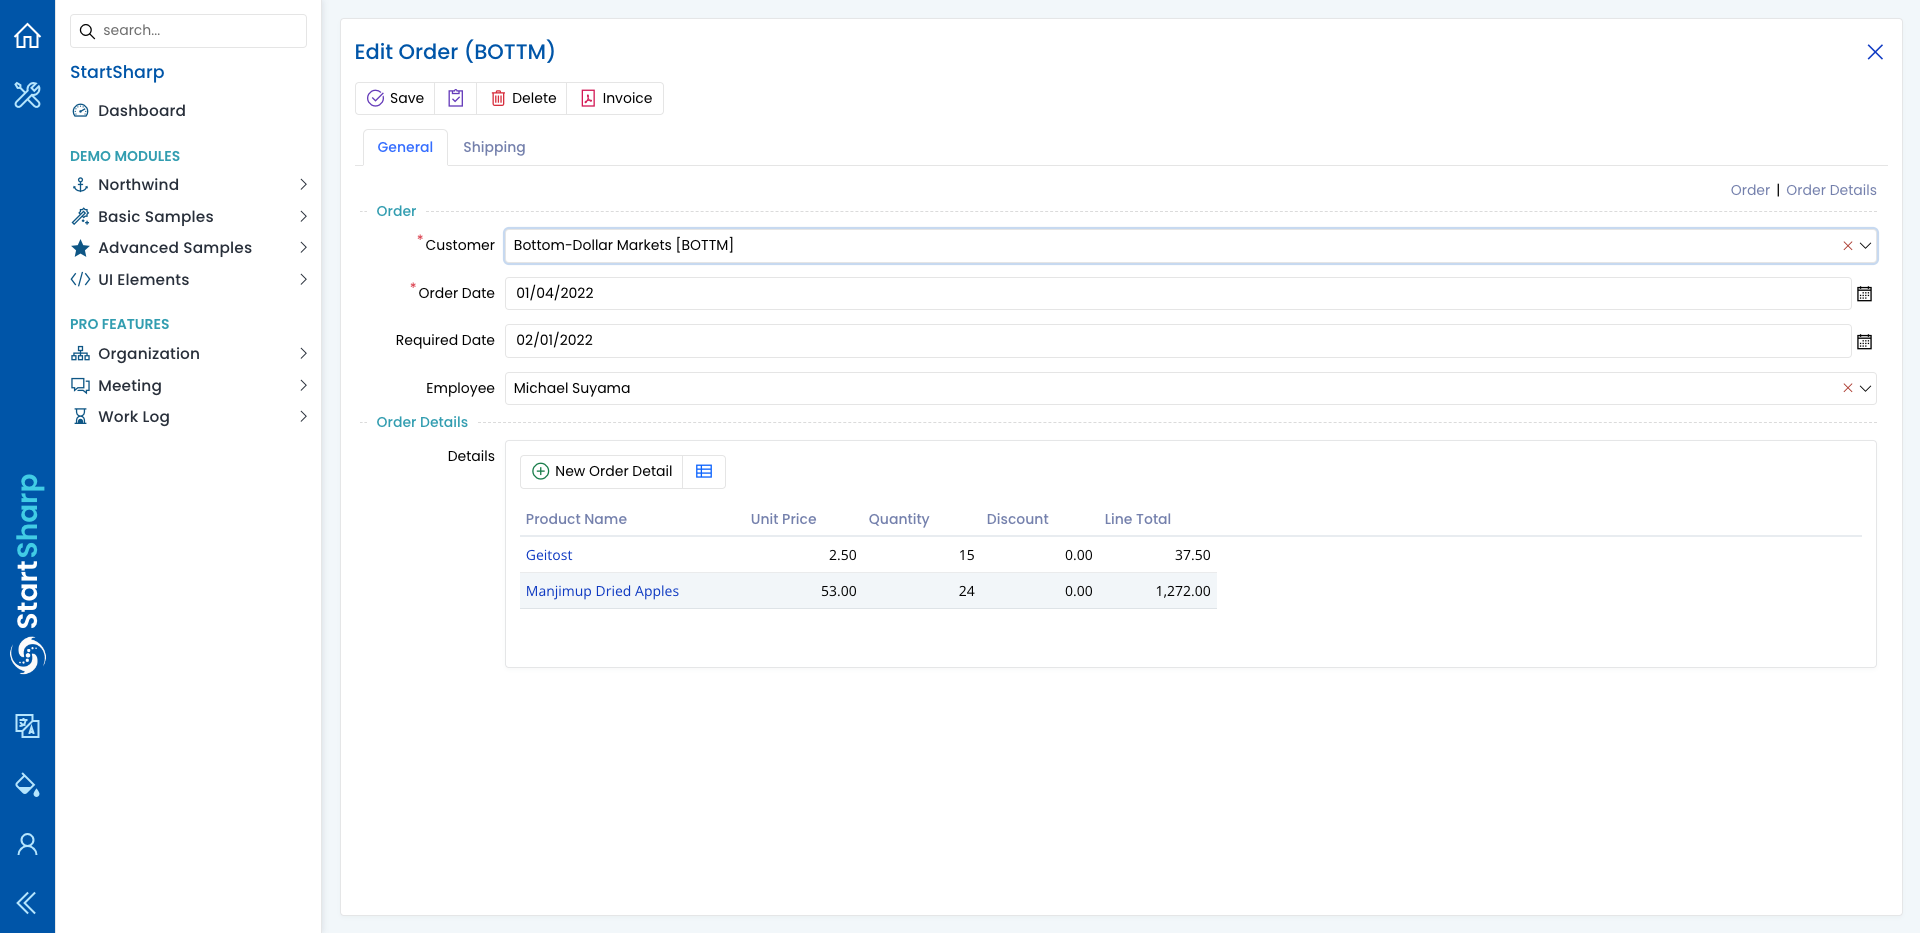 search...
StartSharp
Dashboard
DEMO MODULES
Northwind
Basic Samples
Advanced Samples
UI Elements
PRO FEATURES
Organization
Meeting
Work Log
StartSharp
Edit Order (BOTTM)
Save
Delete
Invoice
General
Shipping
Order | Order Details
Order
*Customer
Bottom-Dollar Markets [BOTTM]
*Order Date
01/04/2022
Required Date
02/01/2022
Employee
Michael Suyama
Order Details
Details
New Order Detail
Product Name Unit Price Quantity Discount Line Total
Geitost 2.50 15 0.00 37.50
Manjimup Dried Apples 53.00 24 0.00 1,272.00